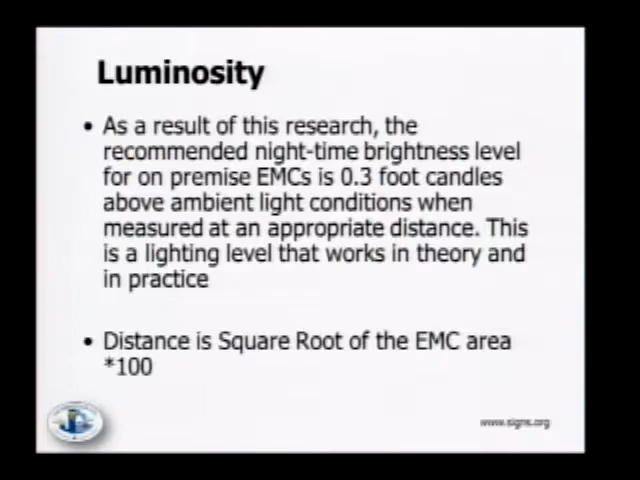 Luminosity
• As a result of this research, the
recommended night-time brightness level
for on premise EMCs is 0.3 foot candles
above ambient light conditions when
measured at an appropriate distance. This
is a lighting level that works in theory and
in practice
• Distance is Square Root of the EMC area
*100
www.signs.org